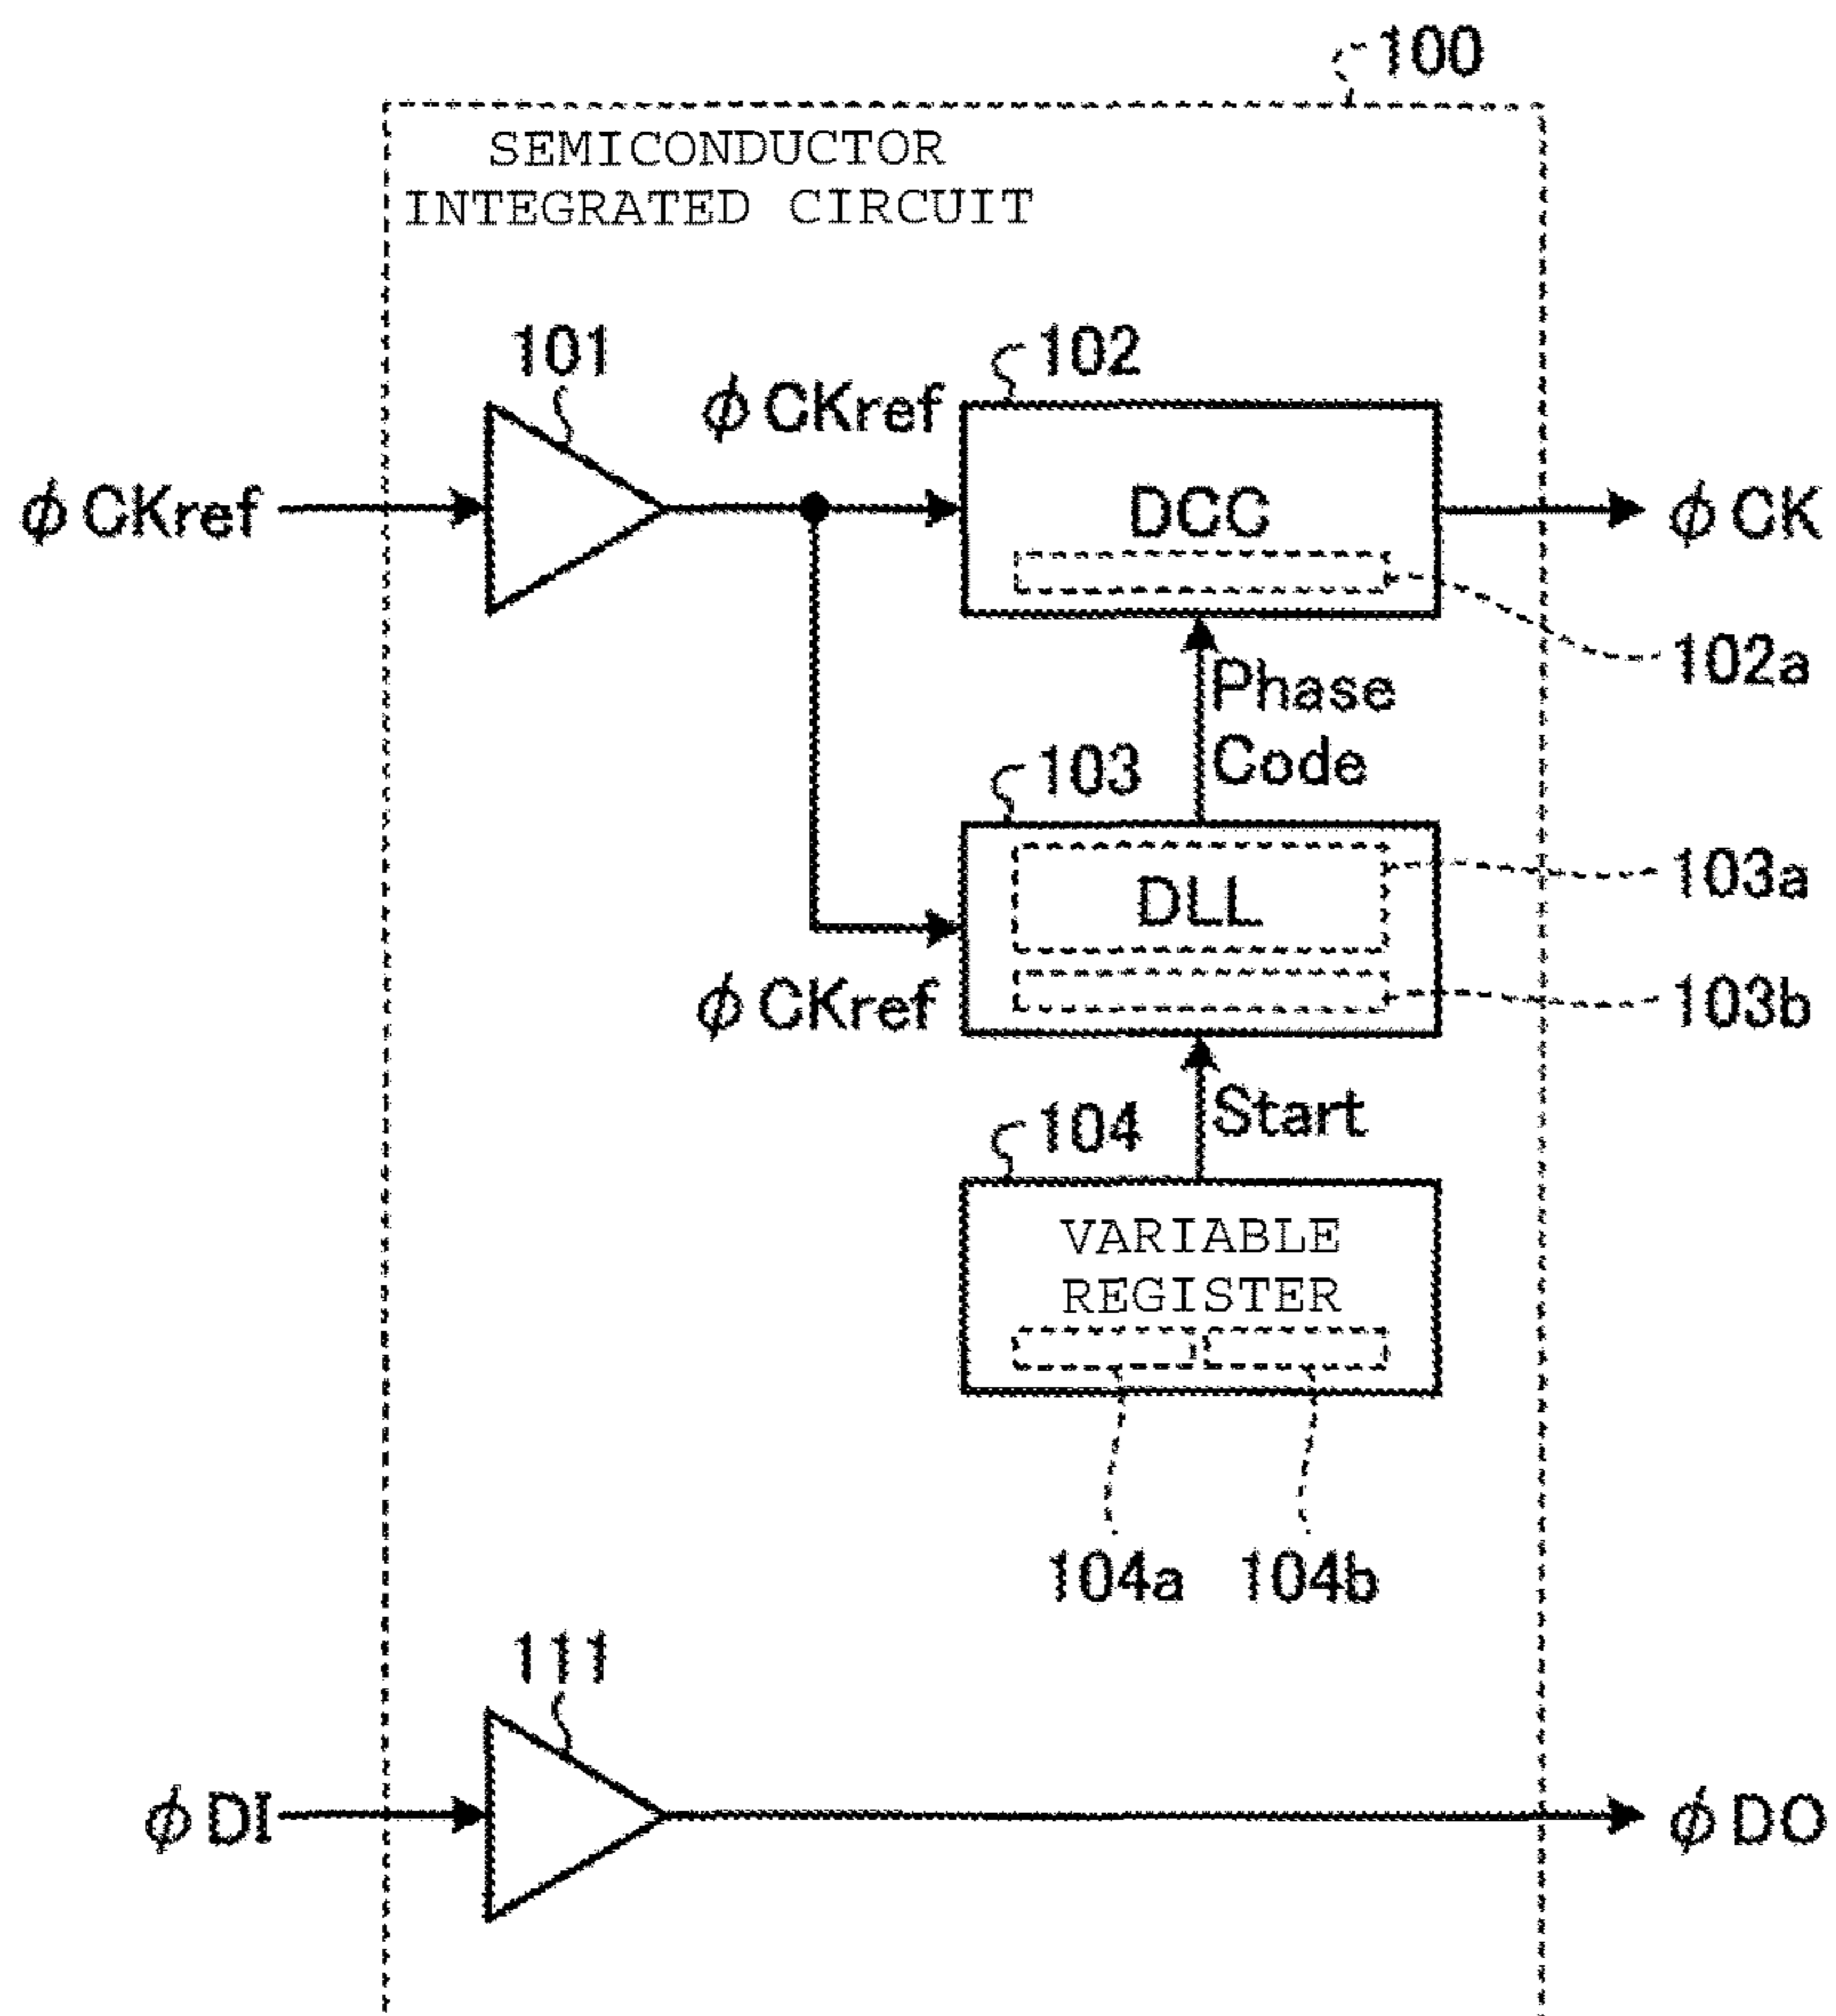 100
SEMICONDUCTOR
INTEGRATED CIRCUIT
101
102
φCKref
φCKref
DCC
φCK
102a
Phase
Code
103
DLL
103a
φCKref
103b
Start
104
VARIABLE
REGISTER
104a 104b
111
φDI
φDO